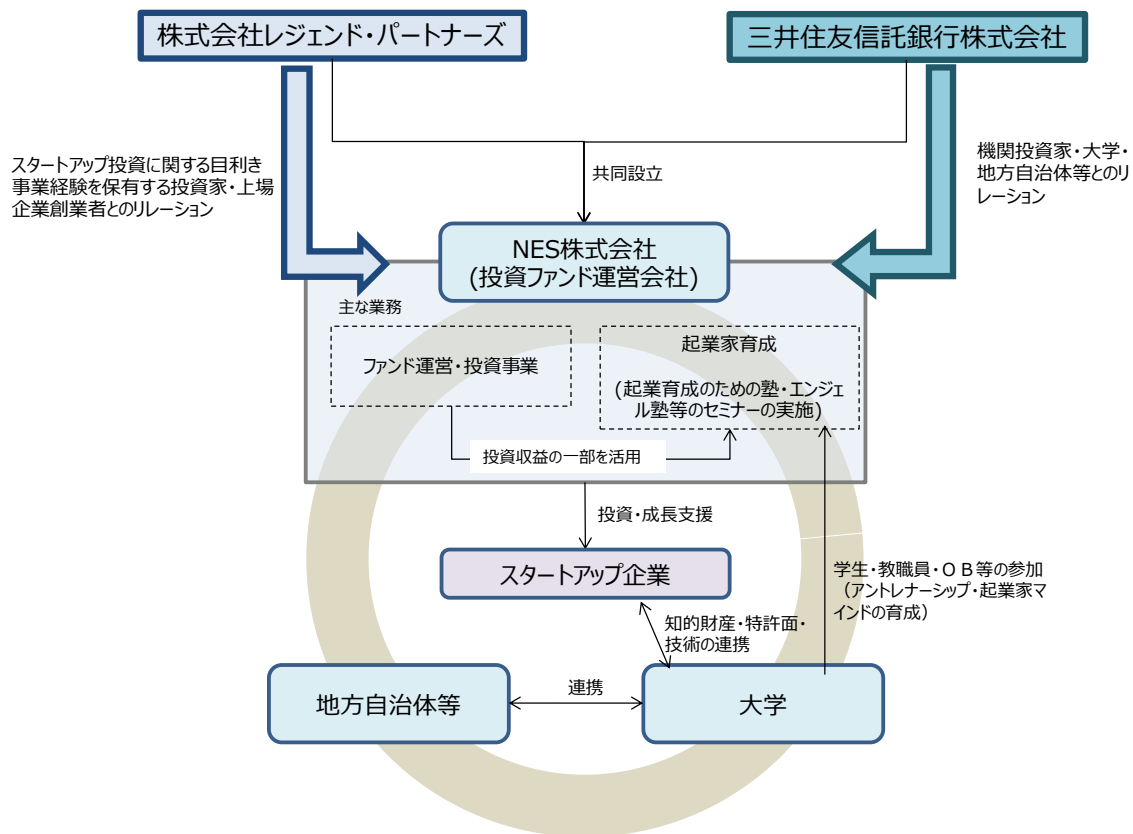 株式会社レジェンド・パートナーズ
三井住友信託銀行株式会社
スタートアップ投資に関する目利き
事業経験を保有する投資家・上場
企業創業者とのリレーション
共同設立
機関投資家・大学・
地方自治体等とのリ
レーション
NES株式会社
(投資ファンド運営会社)
主な業務
ファンド運営・投資事業
起業家育成
(起業育成のための塾・エンジェ
ル塾等のセミナーの実施)
投資収益の一部を活用
投資・成長支援
スタートアップ企業
学生・教職員・ＯＢ等の参加
（アントレナーシップ・起業家マ
インドの育成）
知的財産・特許面・
技術の連携
地方自治体等
連携
大学